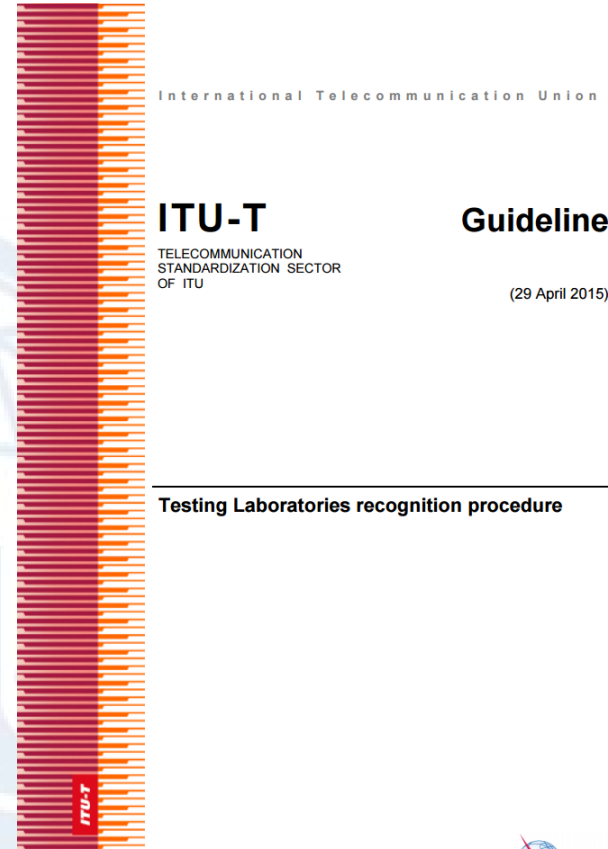 International Telecommunication Union
ITU-T
Guideline
TELECOMMUNICATION
STANDARDIZATION SECTOR
OF ITU
(29 April 2015)
Testing Laboratories recognition procedure
ITU-T